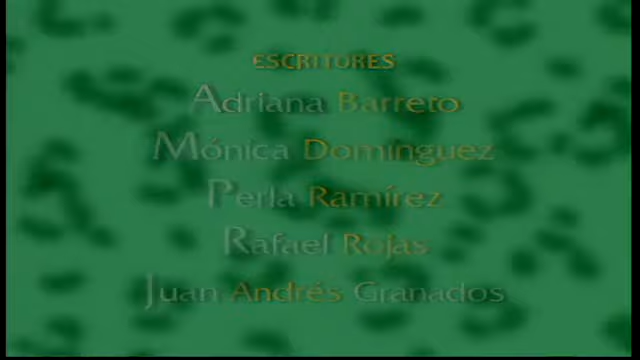 ESCRITORES
Adriana Barreto
Mónica Domínguez
Perla Ramírez
Rafael Rojas
Juan Andrés Granados